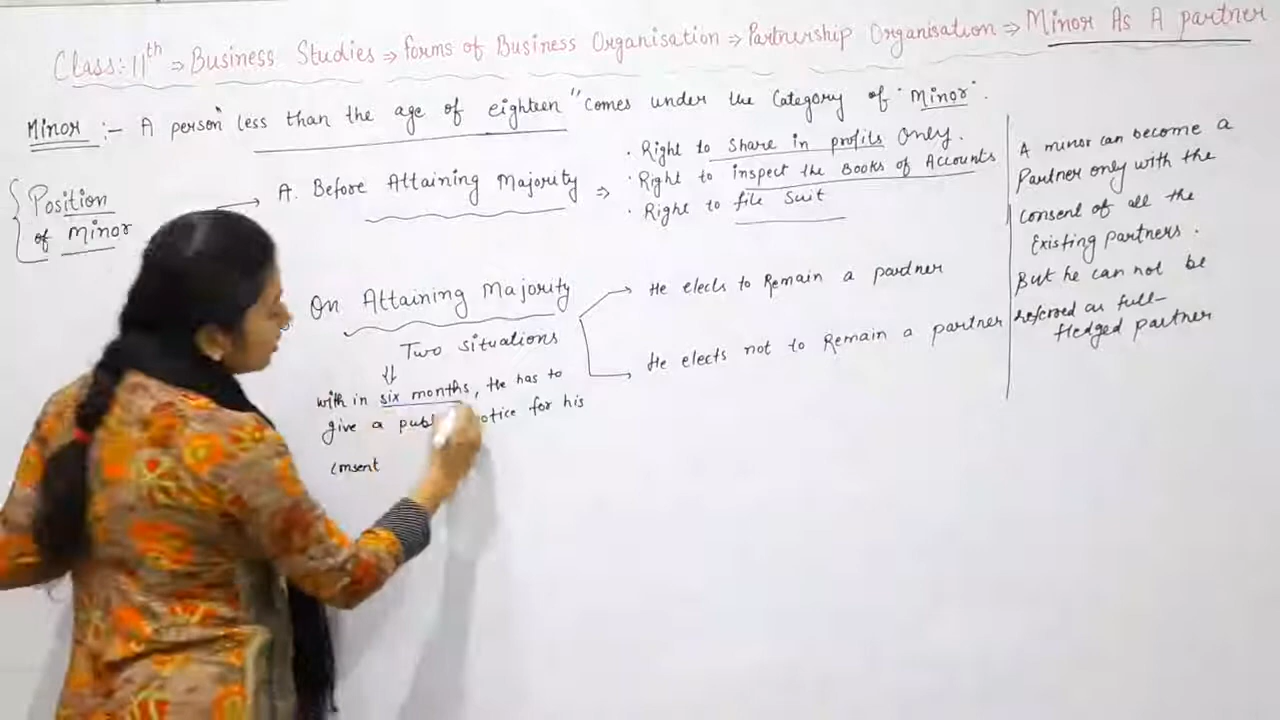 Class: 11th ⇒ Business Studies ⇒ forms of Business Organisation ⇒ Partnership Organisation ⇒ Minor As A partner
Minor :- A person less than the age of eighteen" comes under the Category of "Minor".
Position
of minor
A. Before Attaining Majority ⇒
· Right to share in profits Only.
· Right to inspect the Books of Accounts
· Right to file suit
On Attaining Majority
Two situations
with in six months, He has to
give a notice for his
consent
He elects to Remain a partner
He elects not to Remain a partner
A minor can become a
Partner only with the
consent of all the
Existing partners.
But he can not be
referred as full-
fledged partner